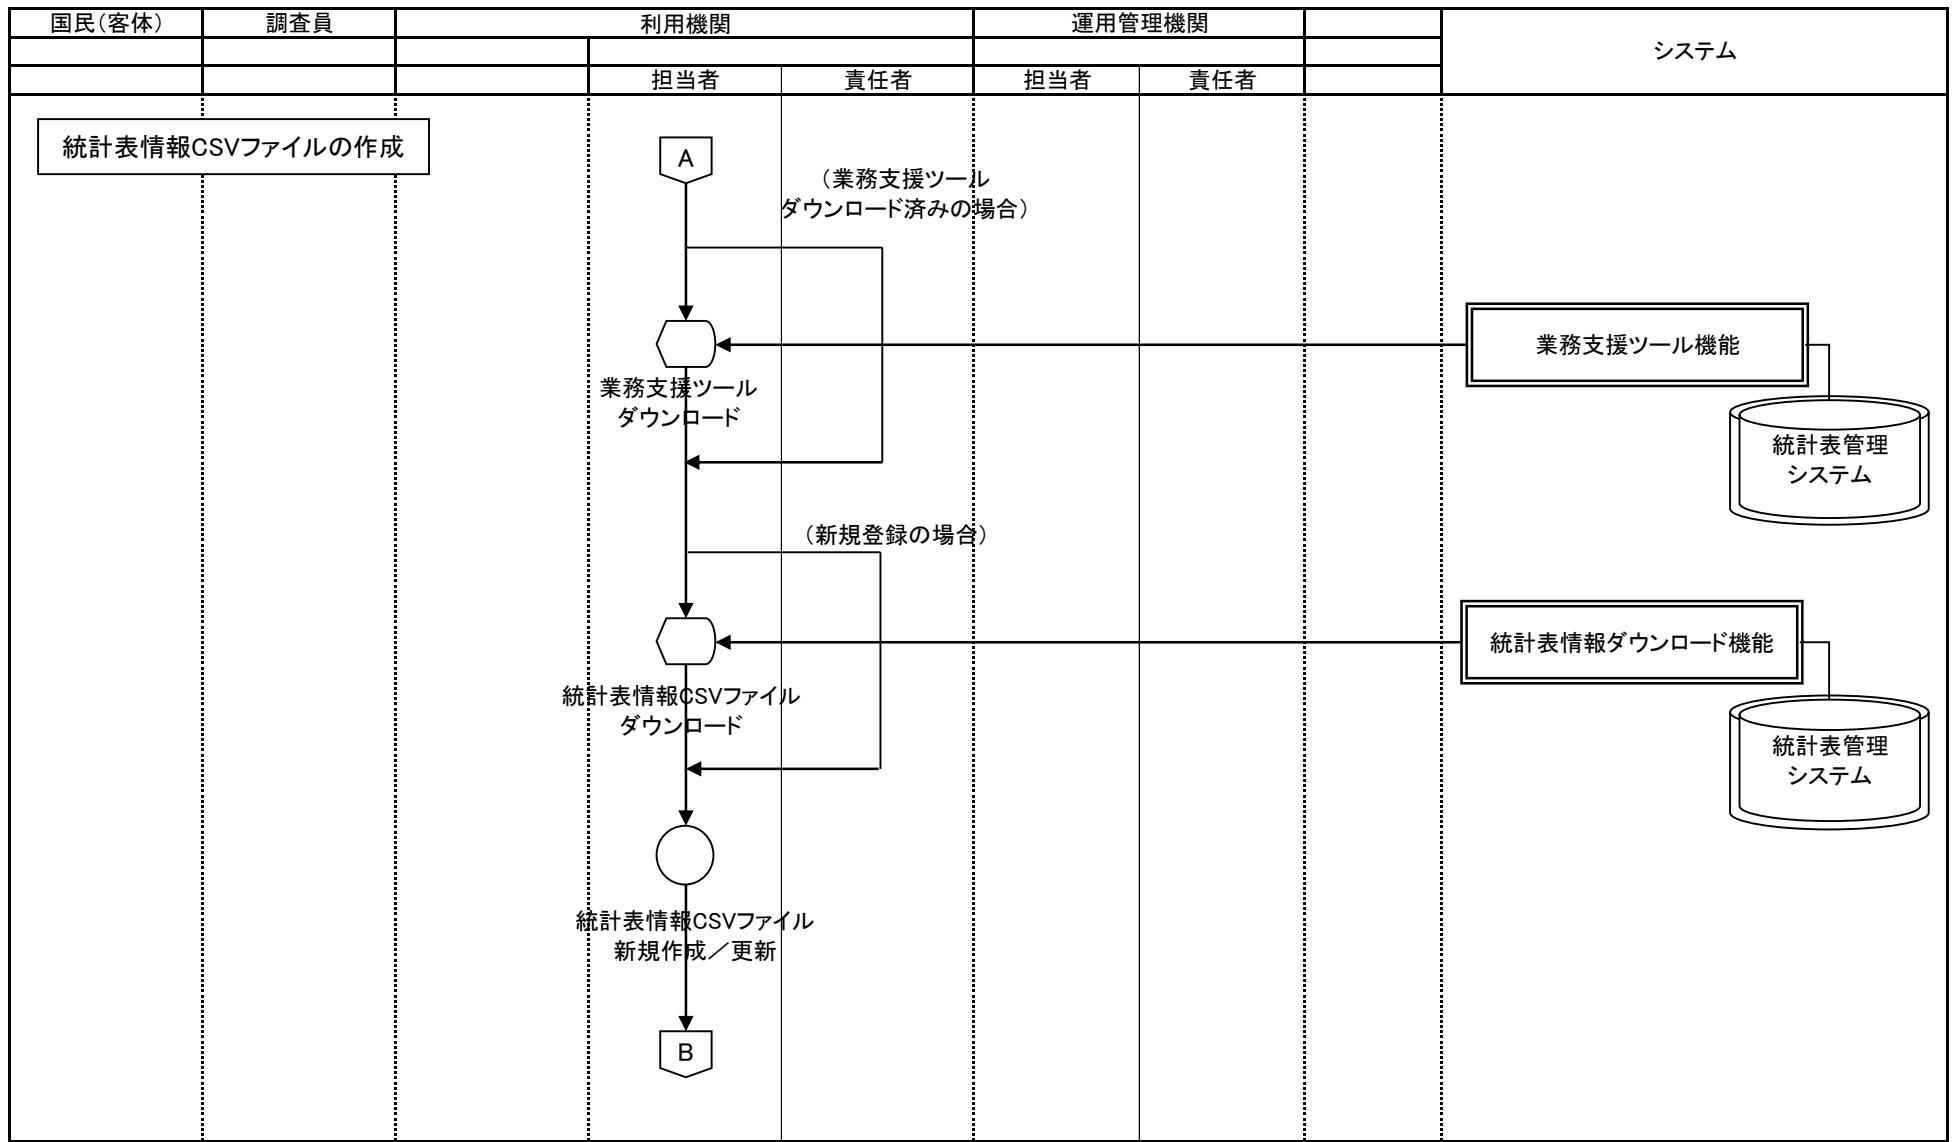 国民（客体）
調査員
利用機関
運用管理機関
システム
担当者
責任者
担当者
責任者
統計表情報CSVファイルの作成
A
（業務支援ツール
ダウンロード済みの場合）
業務支援ツール機能
業務支援ツール
ダウンロード
統計表管理
システム
（新規登録の場合）
統計表情報ダウンロード機能
統計表情報CSVファイル
ダウンロード
統計表管理
システム
統計表情報CSVファイル
新規作成／更新
B